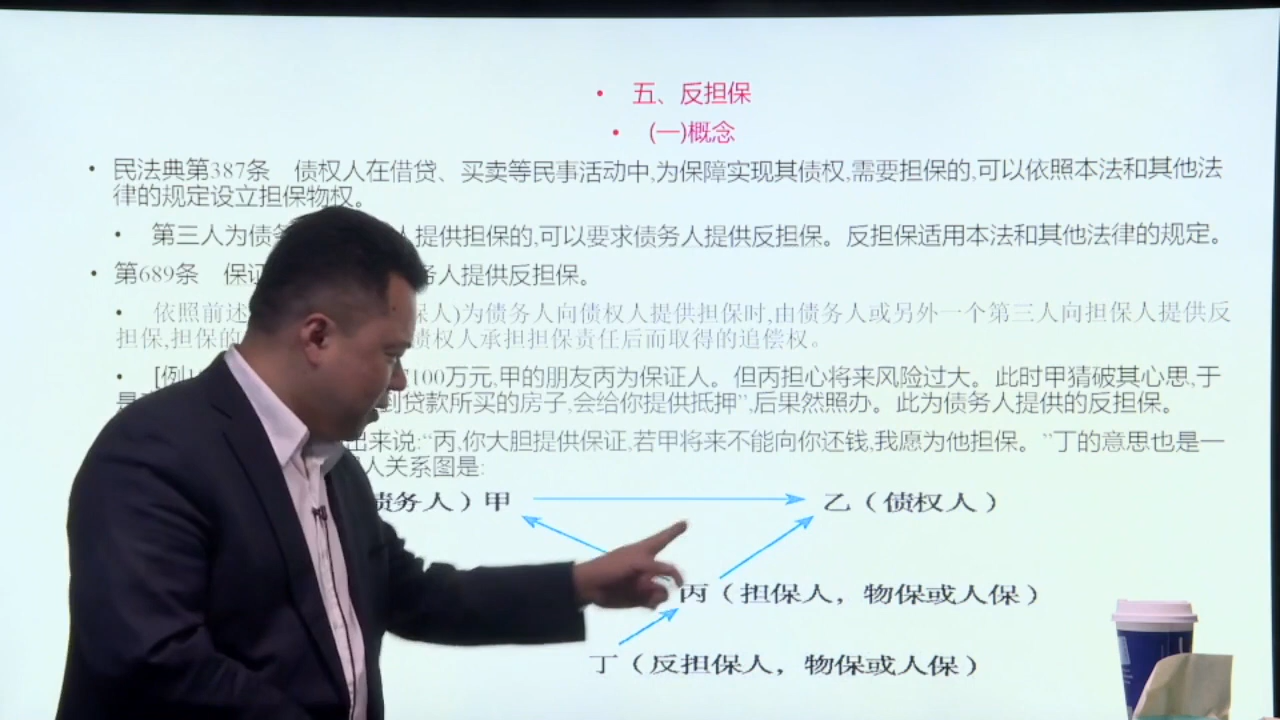 五、反担保
(一)概念
民法典第387条 债权人在借贷、买卖等民事活动中,为保障实现其债权,需要担保的,可以依照本法和其他法
律的规定设立担保物权。
第三人为债务 人提供担保的,可以要求债务人提供反担保。反担保适用本法和其他法律的规定。
第689条 保证 务人提供反担保。
依照前述 保人)为债务人向债权人提供担保时,由债务人或另外一个第三人向担保人提供反
担保,担保的 债权人承担担保责任后而取得的追偿权。
[例 100万元,甲的朋友丙为保证人。但丙担心将来风险过大。此时甲猜破其心思,于
到贷款所买的房子,会给你提供抵押”,后果然照办。此为债务人提供的反担保。
出来说:“丙,你大胆提供保证,若甲将来不能向你还钱,我愿为他担保。”丁的意思也是一
人关系图是:
债务人）甲 乙（债权人）
丙（担保人，物保或人保）
丁（反担保人，物保或人保）